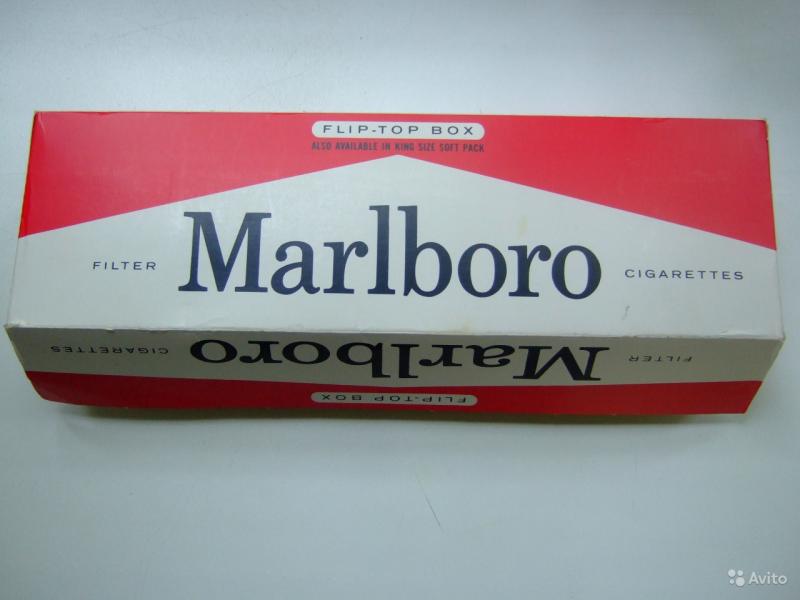 FLIP-TOP BOX
ALSO AVAILABLE IN KING SIZE SOFT PACK
FILTER Marlboro CIGARETTES
FILTER Marlboro CIGARETTES
FLIP-TOP BOX
Avito